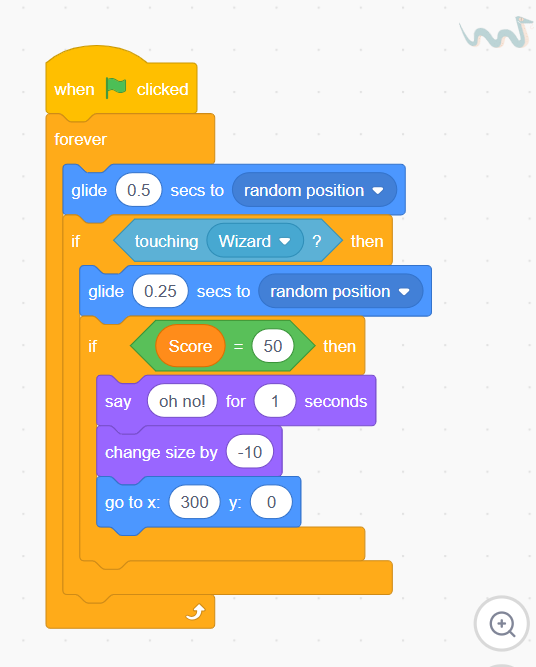 when clicked
forever
glide 0.5 secs to random position
if touching Wizard ? then
glide 0.25 secs to random position
if Score = 50 then
say oh no! for 1 seconds
change size by -10
go to x: 300 y: 0